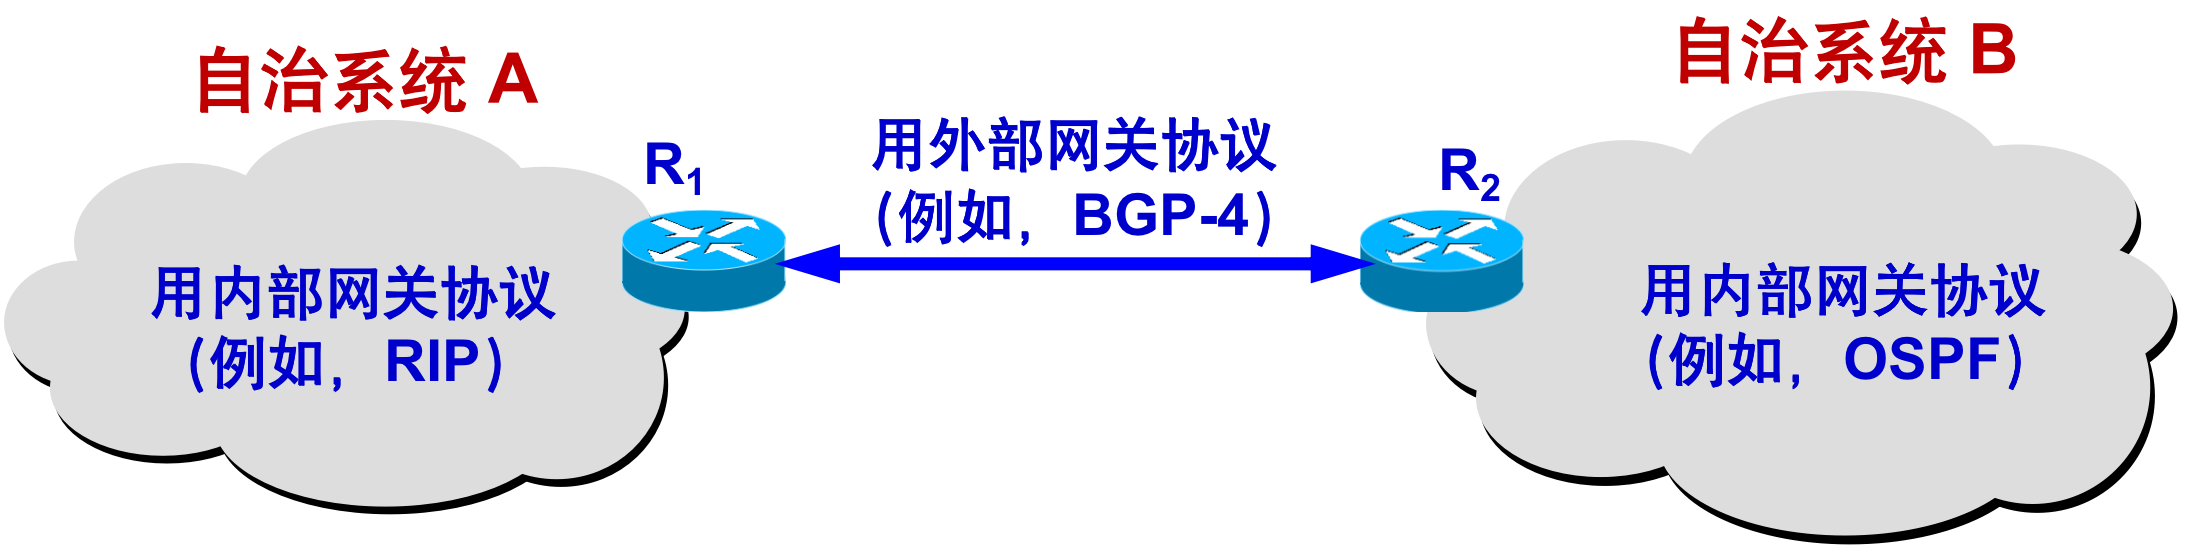 自治系统 A
用内部网关协议
(例如，RIP)
R1
用外部网关协议
(例如，BGP-4)
R2
自治系统 B
用内部网关协议
(例如，OSPF)